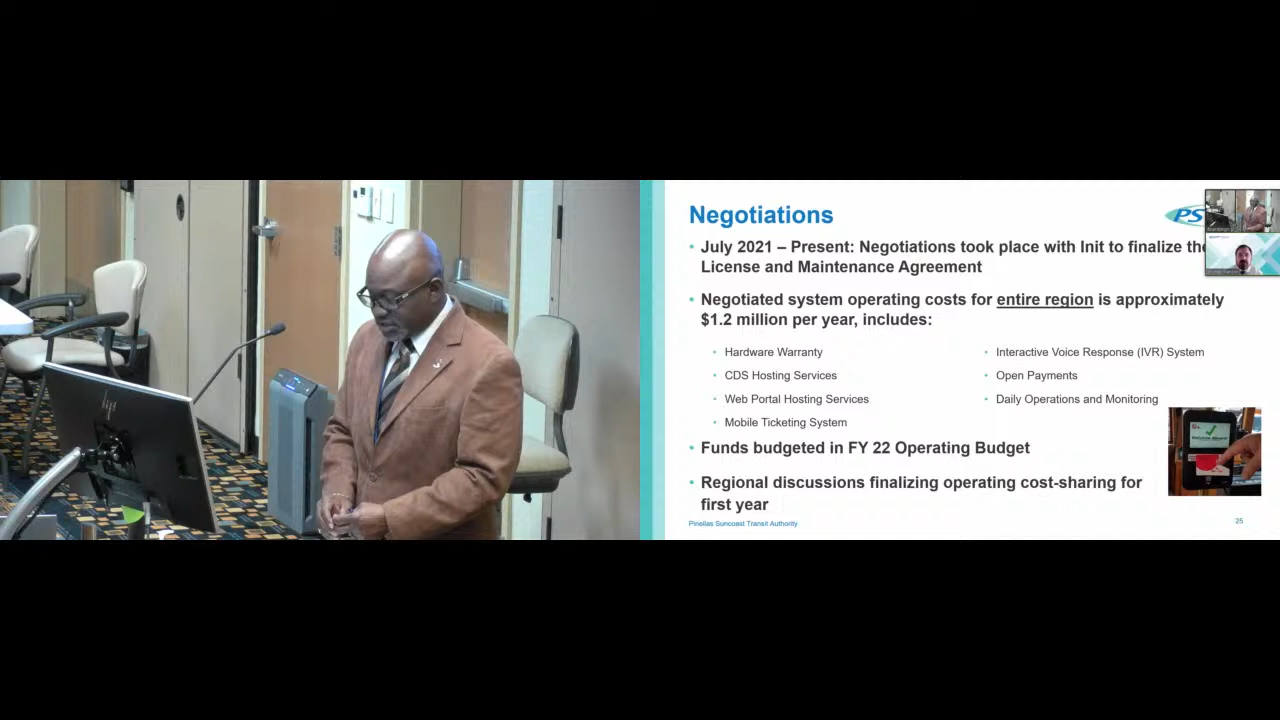 Negotiations
PS
• July 2021 – Present: Negotiations took place with Init to finalize the
License and Maintenance Agreement
• Negotiated system operating costs for entire region is approximately
$1.2 million per year, includes:
• Hardware Warranty
• CDS Hosting Services
• Web Portal Hosting Services
• Mobile Ticketing System
• Interactive Voice Response (IVR) System
• Open Payments
• Daily Operations and Monitoring
• Funds budgeted in FY 22 Operating Budget
• Regional discussions finalizing operating cost-sharing for
first year
Pinellas Suncoast Transit Authority
25